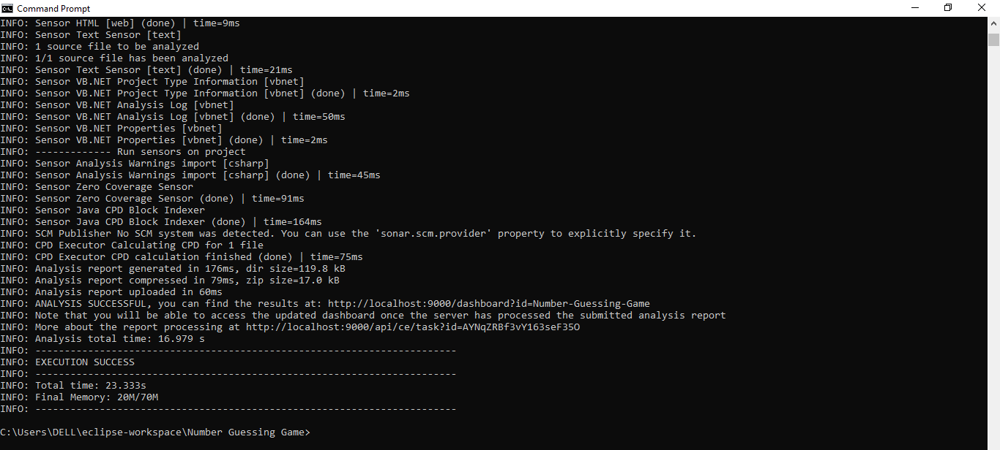 Command Prompt
INFO: Sensor HTML [web] (done) | time=9ms
INFO: Sensor Text Sensor [text]
INFO: 1 source file to be analyzed
INFO: 1/1 source file has been analyzed
INFO: Sensor Text Sensor [text] (done) | time=21ms
INFO: Sensor VB.NET Project Type Information [vbnet]
INFO: Sensor VB.NET Project Type Information [vbnet] (done) | time=2ms
INFO: Sensor VB.NET Analysis Log [vbnet]
INFO: Sensor VB.NET Analysis Log [vbnet] (done) | time=50ms
INFO: Sensor VB.NET Properties [vbnet]
INFO: Sensor VB.NET Properties [vbnet] (done) | time=2ms
INFO: ------------- Run sensors on project
INFO: Sensor Analysis Warnings import [csharp]
INFO: Sensor Analysis Warnings import [csharp] (done) | time=45ms
INFO: Sensor Zero Coverage Sensor
INFO: Sensor Zero Coverage Sensor (done) | time=91ms
INFO: Sensor Java CPD Block Indexer
INFO: Sensor Java CPD Block Indexer (done) | time=164ms
INFO: SCM Publisher No SCM system was detected. You can use the 'sonar.scm.provider' property to explicitly specify it.
INFO: CPD Executor Calculating CPD for 1 file
INFO: CPD Executor CPD calculation finished (done) | time=75ms
INFO: Analysis report generated in 176ms, dir size=119.8 kB
INFO: Analysis report compressed in 79ms, zip size=17.0 kB
INFO: Analysis report uploaded in 60ms
INFO: ANALYSIS SUCCESSFUL, you can find the results at: http://localhost:9000/dashboard?id=Number-Guessing-Game
INFO: Note that you will be able to access the updated dashboard once the server has processed the submitted analysis report
INFO: More about the report processing at http://localhost:9000/api/ce/task?id=AYNqZRBf3vY163seF35O
INFO: Analysis total time: 16.979 s
INFO: ------------------------------------------------------------------------
INFO: EXECUTION SUCCESS
INFO: ------------------------------------------------------------------------
INFO: Total time: 23.333s
INFO: Final Memory: 20M/70M
INFO: ------------------------------------------------------------------------
C:\Users\DELL\eclipse-workspace\Number Guessing Game>